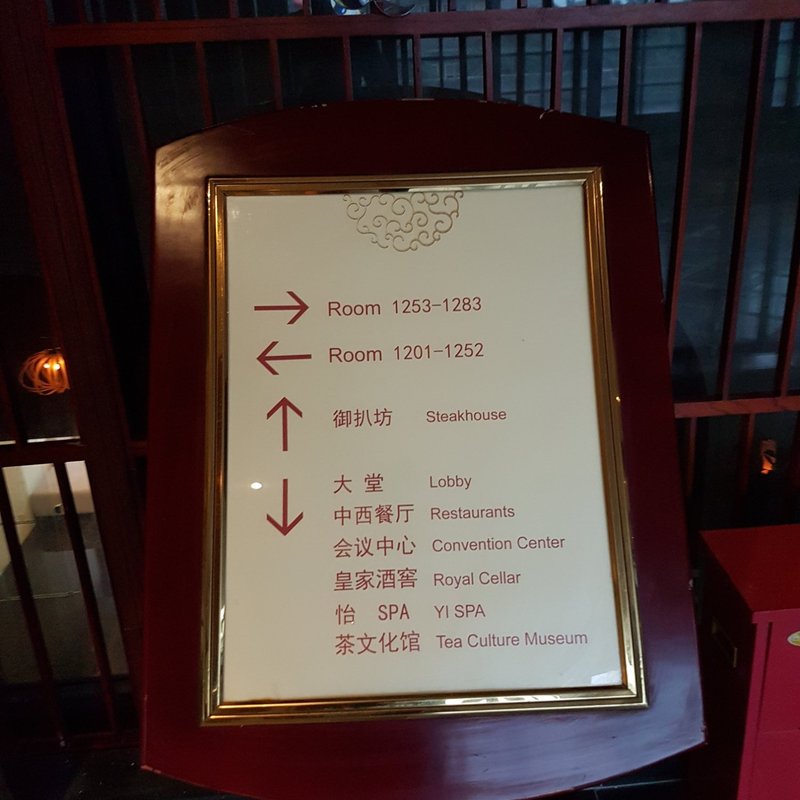 → Room 1253-1283
← Room 1201-1252
↑ 御扒坊 Steakhouse
↓ 大堂 Lobby
中西餐厅 Restaurants
会议中心 Convention Center
皇家酒窖 Royal Cellar
怡 SPA YI SPA
茶文化馆 Tea Culture Museum